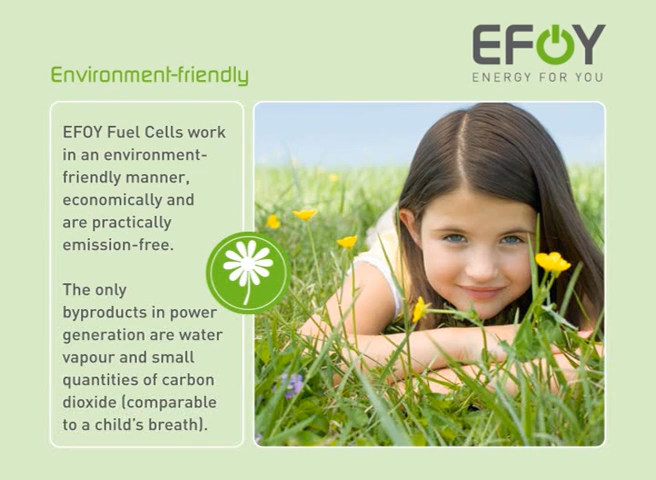 EFOY
ENERGY FOR YOU
Environment-friendly
EFOY Fuel Cells work
in an environment-
friendly manner,
economically and
are practically
emission-free.
The only
byproducts in power
generation are water
vapour and small
quantities of carbon
dioxide (comparable
to a child's breath).